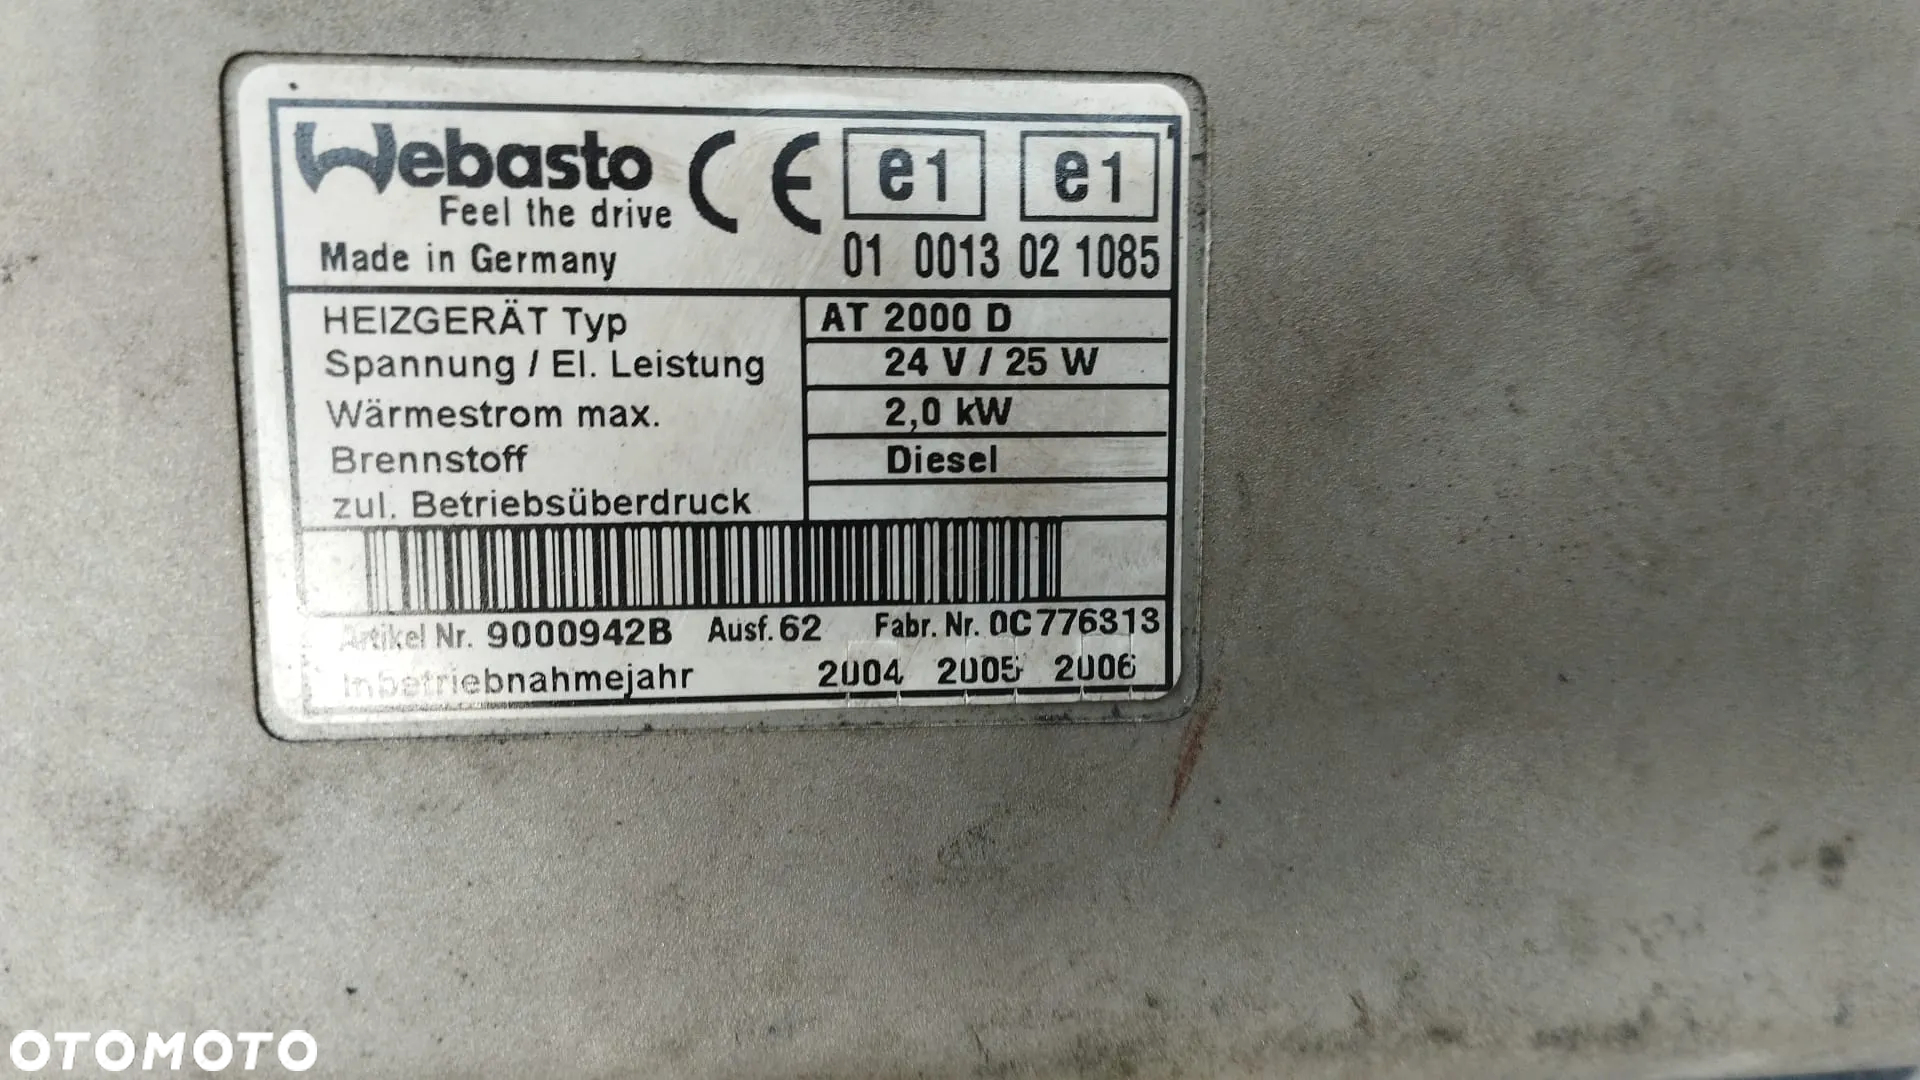 Webasto CE e1 e1
Feel the drive
Made in Germany 01 0013 02 1085
HEIZGERÄT Typ AT 2000 D
Spannung / El. Leistung 24 V / 25 W
Wärmestrom max. 2,0 kW
Brennstoff Diesel
zul. Betriebsüberdruck
Artikel Nr. 9000942B Ausf. 62 Fabr. Nr. 0C776313
Inbetriebnahmejahr 2004 2005 2006
OTOMOTO